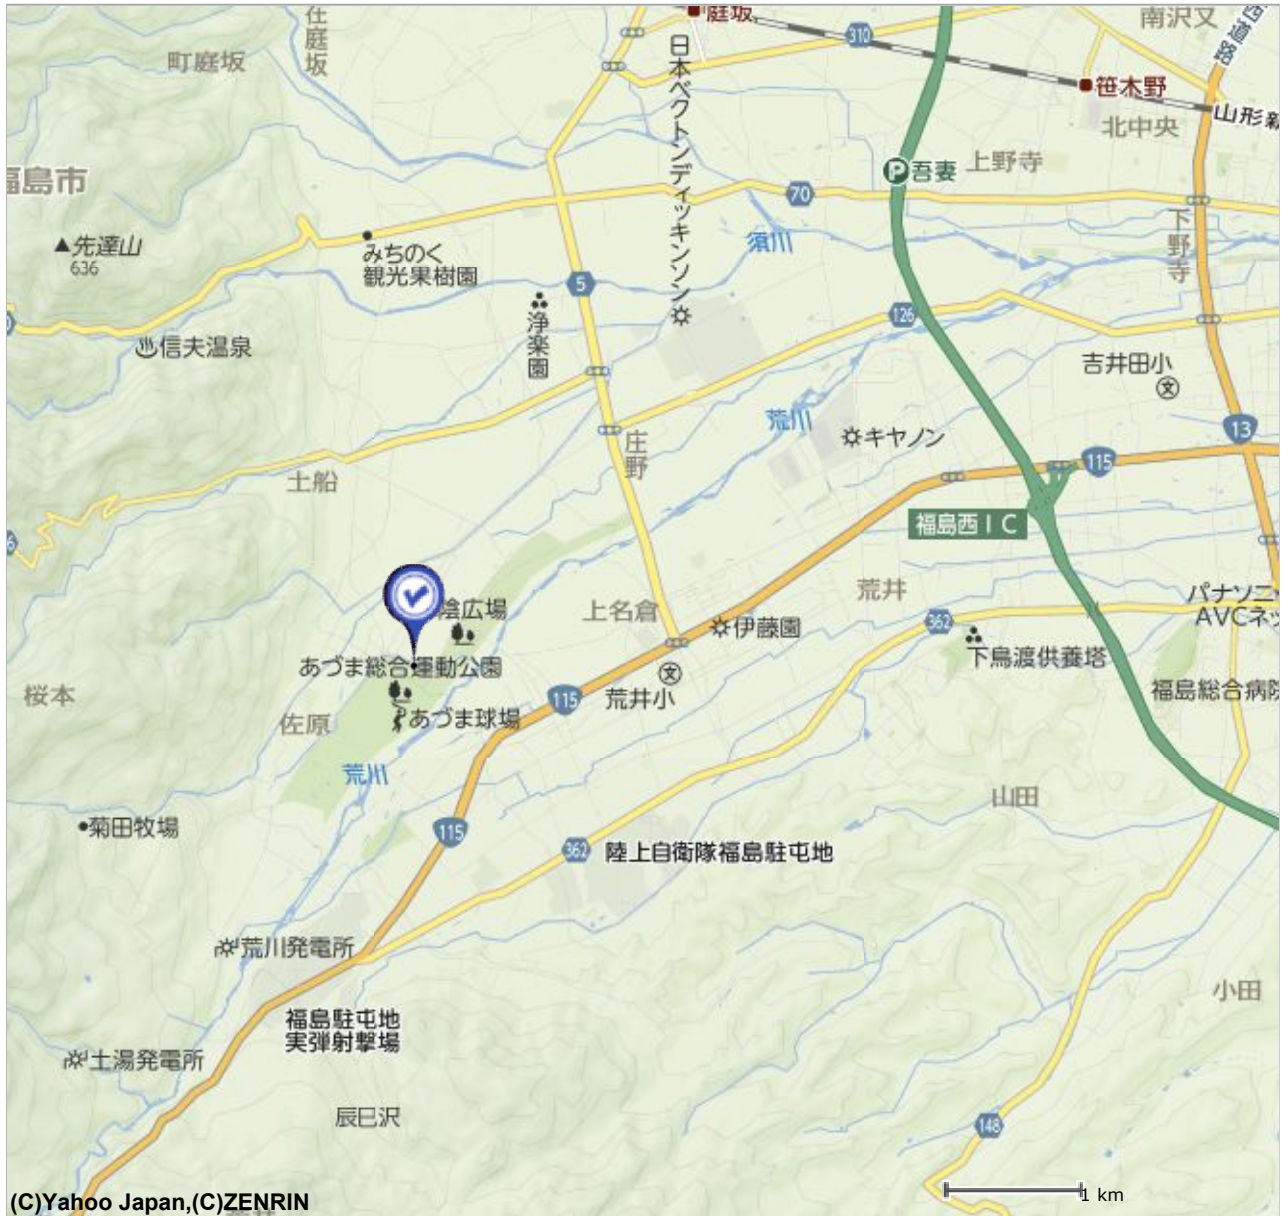 庭坂
在庭坂
310
南沢又
町庭坂
日本ベクトンディッキンソン
笹木野
山形新
北中央
福島市
吾妻
上野寺
70
下野寺
先達山
636
みちのく
観光果樹園
須川
5
浄楽園
126
信夫温泉
吉井田小
文
荒川
キヤノン
13
庄野
115
土船
福島西IC
荒井
陰広場
上名倉
パナソニ
AVCネッ
362
伊藤園
下鳥渡供養塔
あづま総合運動公園
文
桜本
115
荒井小
福島総合病院
佐原
あづま球場
荒川
山田
菊田牧場
115
362
陸上自衛隊福島駐屯地
荒川発電所
小田
福島駐屯地
実弾射撃場
土湯発電所
辰巳沢
148
1 km
(C)Yahoo Japan,(C)ZENRIN